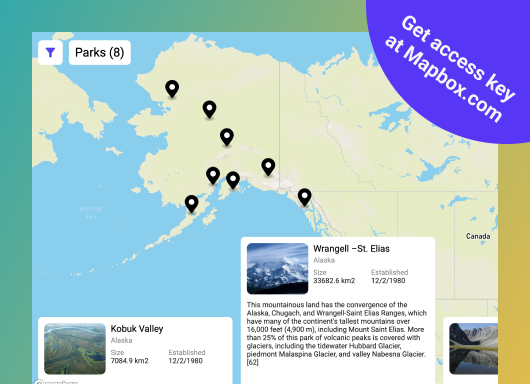 Get access key
at Mapbox.com
Parks (8)
Canada
Bering
Sea
Wrangell –St. Elias
Alaska
Size
Established
33682.6 km2
12/2/1980
This mountainous land has the convergence of the
Alaska, Chugach, and Wrangell-Saint Elias Ranges, which
have many of the continent's tallest mountains over
16,000 feet (4,900 m), including Mount Saint Elias. More
than 25% of this park of volcanic peaks is covered with
glaciers, including the tidewater Hubbard Glacier,
piedmont Malaspina Glacier, and valley Nabesna Glacier.
[62]
Kobuk Valley
Alaska
Size
Established
7084.9 km2
12/2/1980